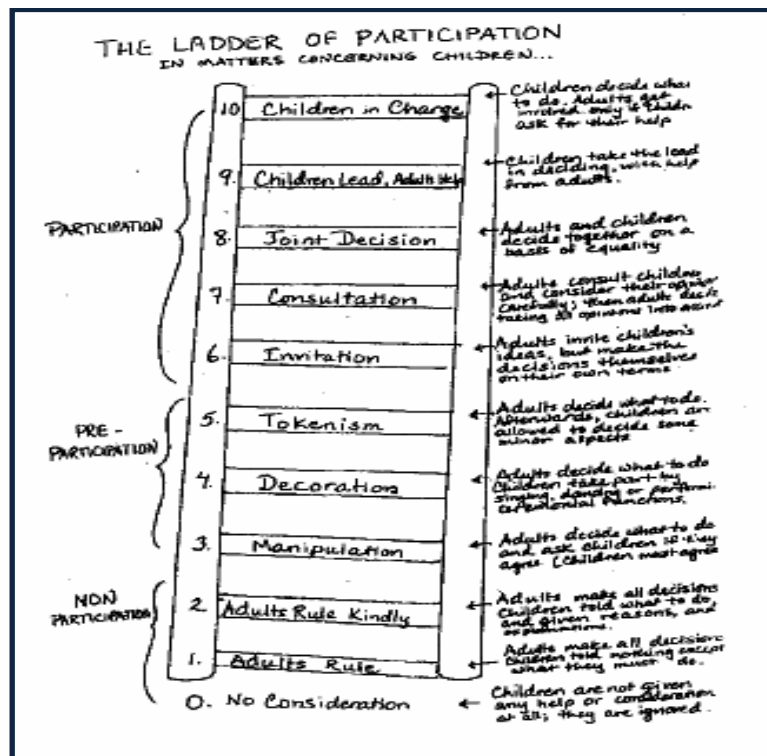 THE LADDER OF PARTICIPATION
IN MATTERS CONCERNING CHILDREN...
PARTICIPATION
10 Children in Charge
Children decide what
to do. Adults get
involved only if childn
ask for their help
9. Children Lead, Adults Help
Children take the lead
in deciding, with help
from adults.
8. Joint Decision
Adults and children
decide together on a
basis of equality
7. Consultation
Adults consult children
and consider their opinion
carefully; then adults decide
taking all opinions into
6. Invitation
Adults invite children's
ideas, but make the
decisions themselves
on their own terms.
PRE-
PARTICIPATION
5. Tokenism
Adults decide what to do.
Afterwards, children are
allowed to decide some
minor aspects
4. Decoration
Adults decide what to do
Children take part by
singing, dancing or
ceremonial functions.
3. Manipulation
Adults decide what to do
and ask children if they
agree (Children must agree
NON
PARTICIPATION
2. Adults Rule Kindly
Adults make all decisions
Children told what to do
and given reasons, and
explanations.
1. Adults Rule
Adults make all decisions
Children told nothing except
what they must do.
0. No Consideration
Children are not given
any help or consideration
at all; they are ignored.